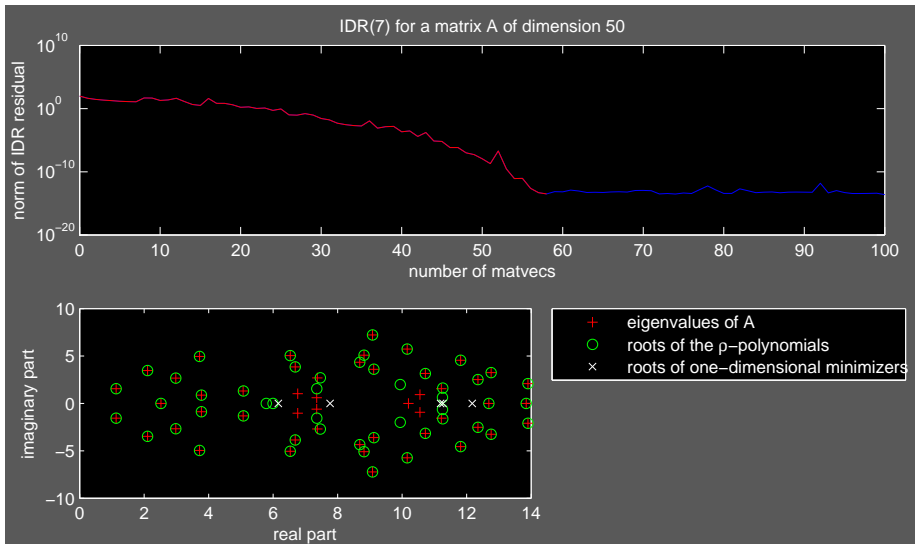 IDR(7) for a matrix A of dimension 50
norm of IDR residual
10^10
10^0
10^−10
10^−20
0 10 20 30 40 50 60 70 80 90 100
number of matvecs
imaginary part
10
5
0
−5
−10
0 2 4 6 8 10 12 14
real part
eigenvalues of A
roots of the ρ−polynomials
roots of one−dimensional minimizers